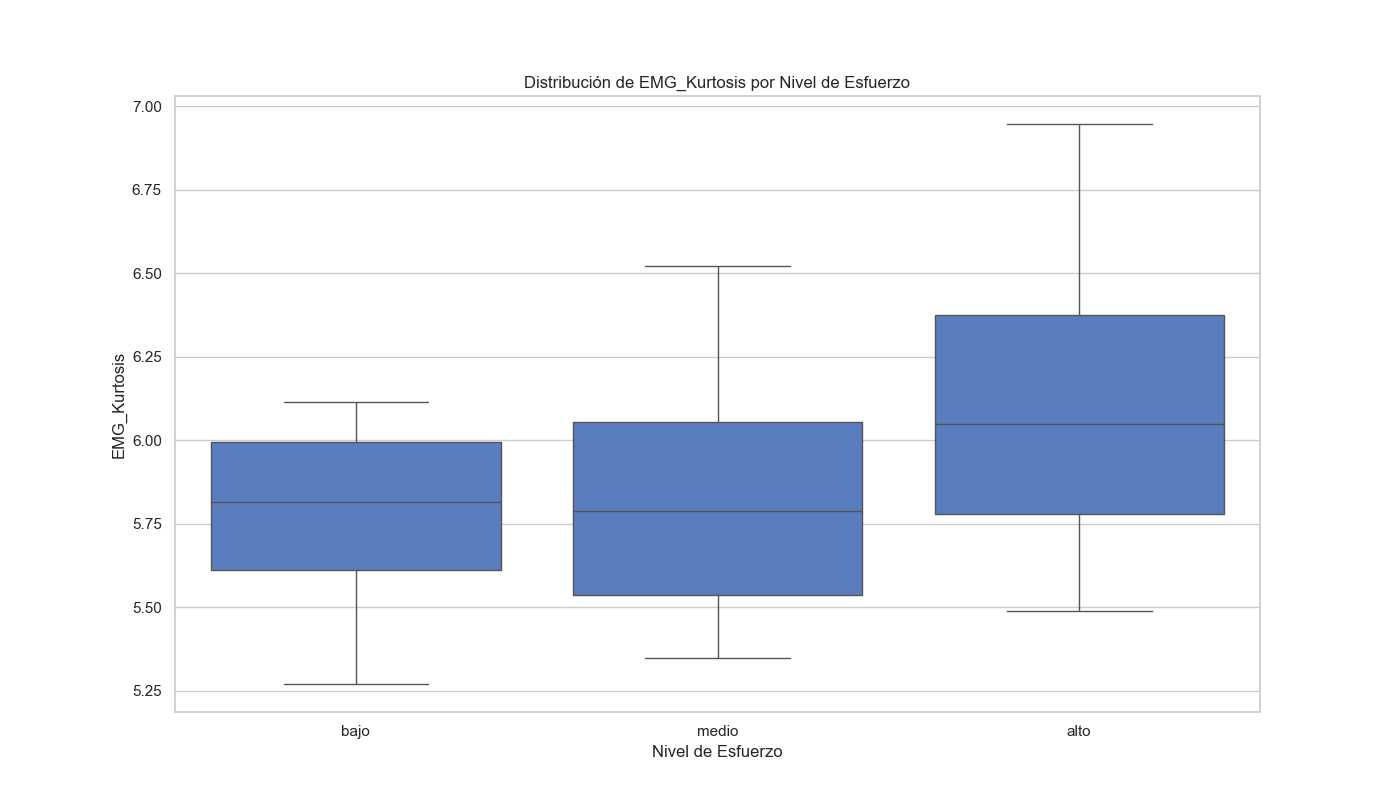 Distribución de EMG_Kurtosis por Nivel de Esfuerzo
EMG_Kurtosis
7.00
6.75
6.50
6.25
6.00
5.75
5.50
5.25
bajo
medio
alto
Nivel de Esfuerzo